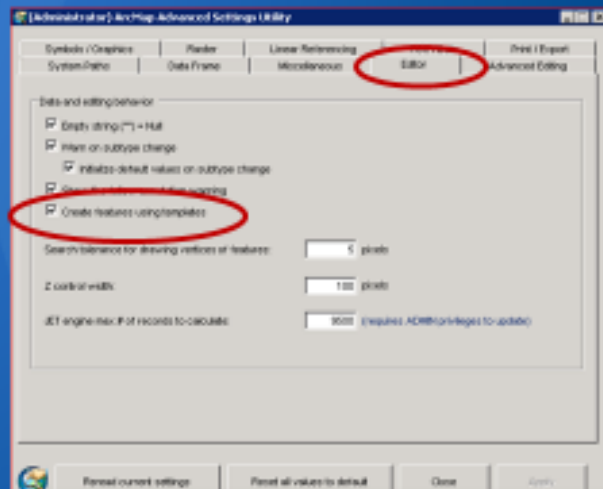 (Administrator) ArcMap Advanced Settings Utility
Symbols / Graphics Raster Linear Referencing Print / Export
System Paths Data Frame Miscellaneous Editor Advanced Editing
Data and editing behavior
Empty string ("") = Null
Warn on subtype change
Initialize default values on subtype change
warning
Create features using templates
Search tolerance for drawing vertices of features: 5 pixels
Z control width: 100 pixels
JET engine max # of records to calculate: 9500 (requires ADMIN privileges to update)
Reread current settings Reset all values to default Close Apply